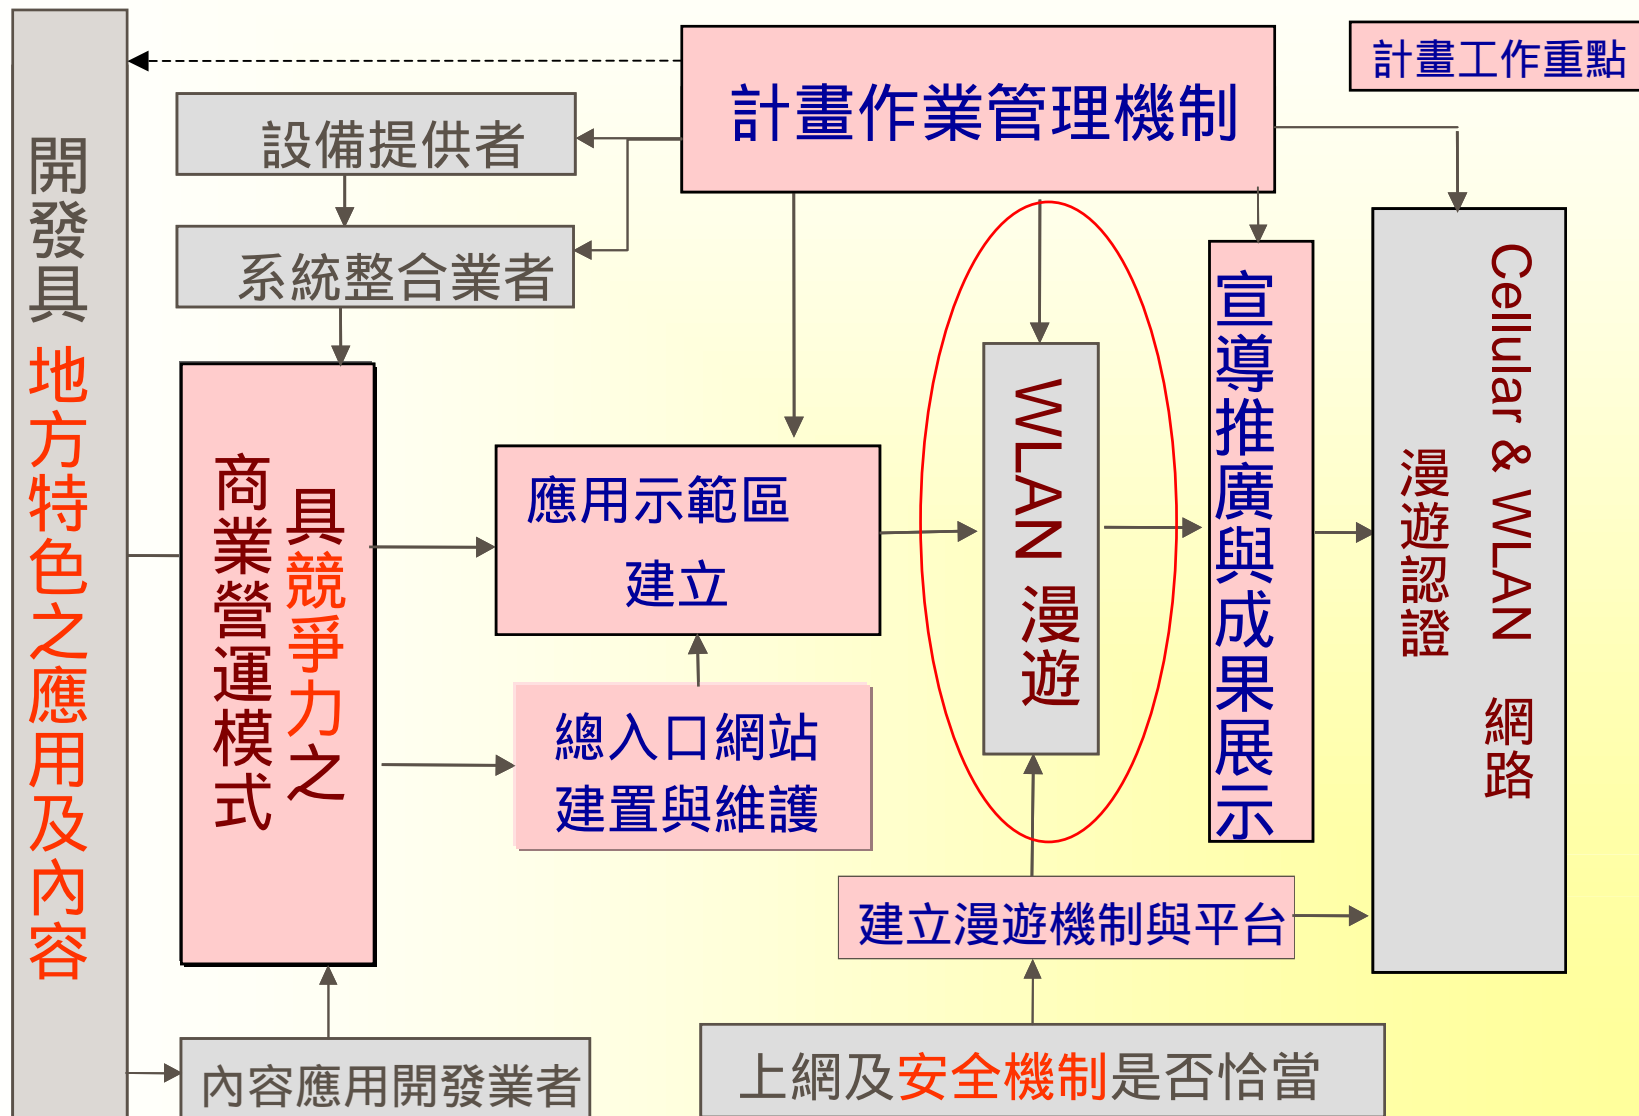 計畫工作重點
計畫作業管理機制
設備提供者
系統整合業者
開發具 地方特色之應用及內容
具競爭力之
商業營運模式
應用示範區
建立
總入口網站
建置與維護
WLAN 漫遊
宣導推廣與成果展示
Cellular & WLAN 網路
漫遊認證
建立漫遊機制與平台
內容應用開發業者
上網及安全機制是否恰當